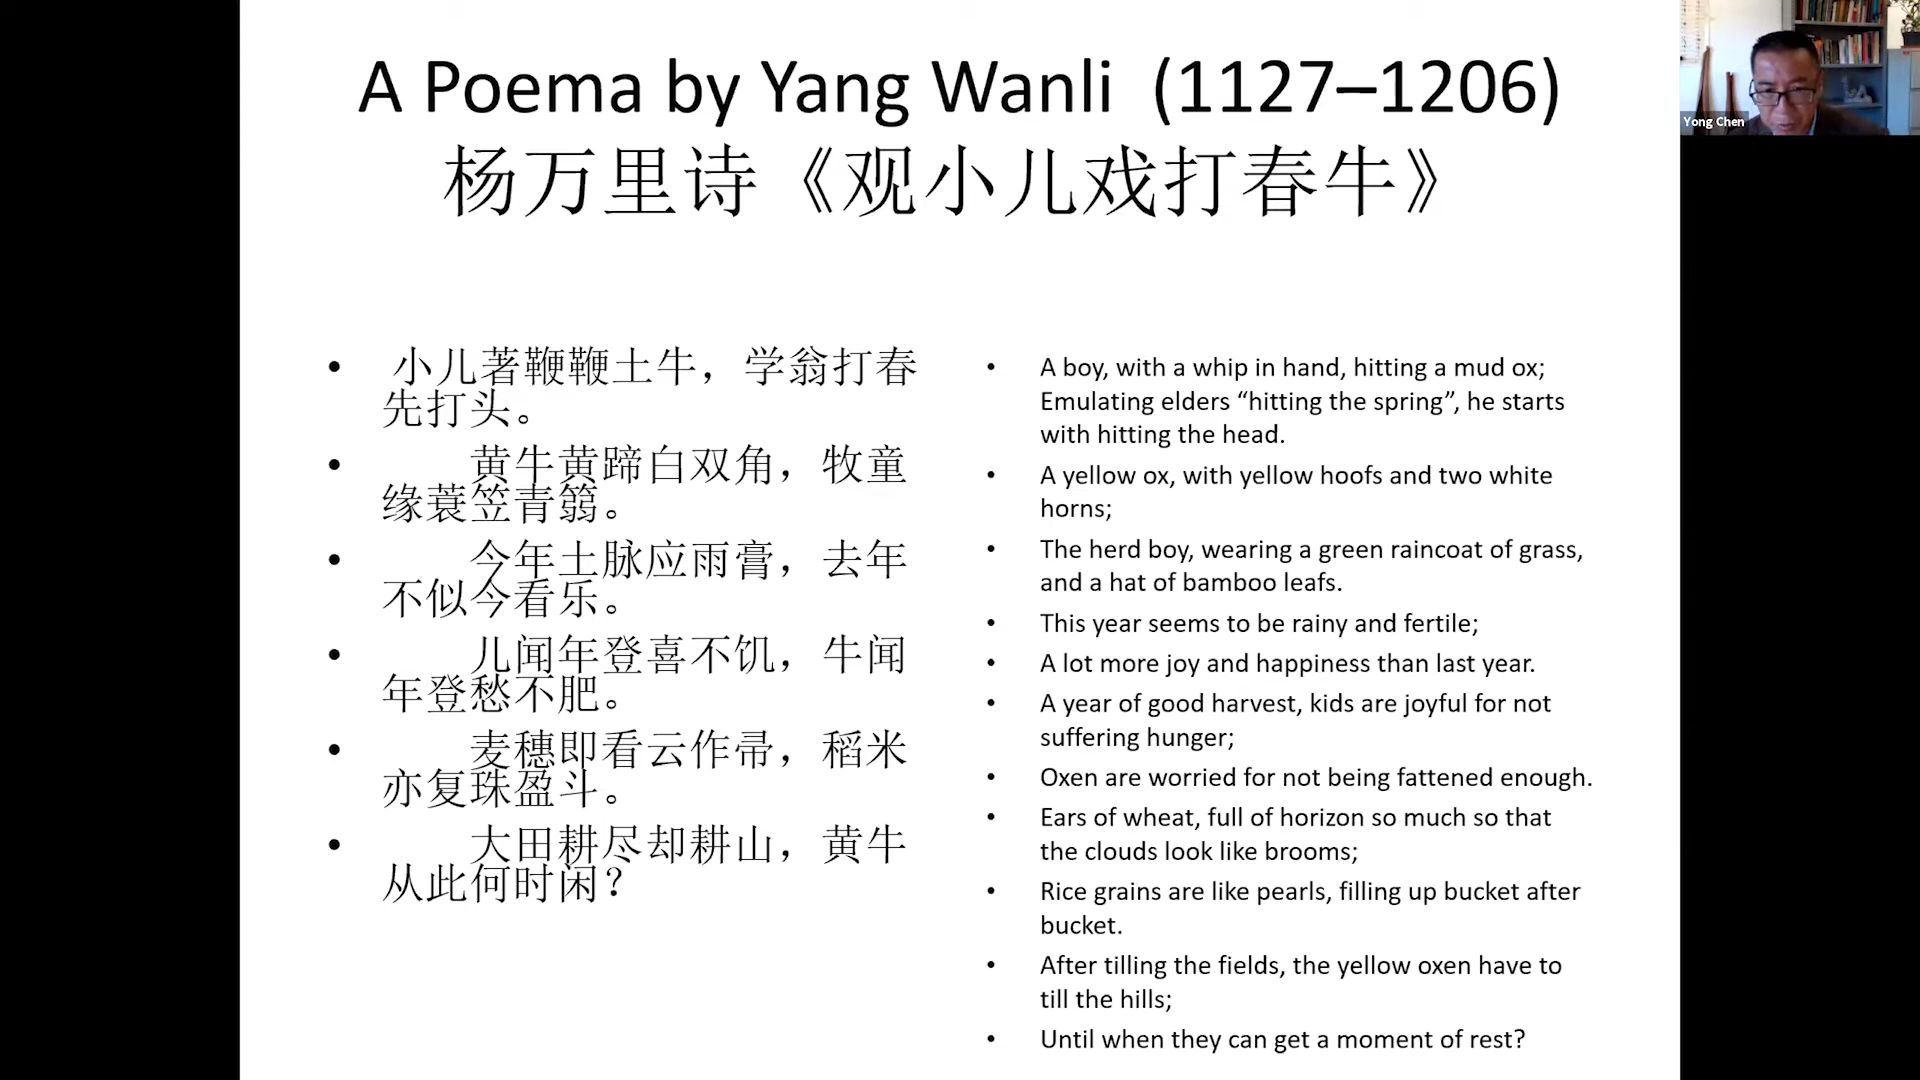 A Poema by Yang Wanli (1127–1206)
杨万里诗《观小儿戏打春牛》
Yong Chen
• 小儿著鞭鞭土牛，学翁打春
先打头。
• 黄牛黄蹄白双角，牧童
缘蓑笠青篛。
• 今年土脉应雨膏，去年
不似今看乐。
• 儿闻年登喜不饥，牛闻
年登愁不肥。
• 麦穗即看云作帚，稻米
亦复珠盈斗。
• 大田耕尽却耕山，黄牛
从此何时闲？
• A boy, with a whip in hand, hitting a mud ox;
Emulating elders “hitting the spring”, he starts
with hitting the head.
• A yellow ox, with yellow hoofs and two white
horns;
• The herd boy, wearing a green raincoat of grass,
and a hat of bamboo leafs.
• This year seems to be rainy and fertile;
• A lot more joy and happiness than last year.
• A year of good harvest, kids are joyful for not
suffering hunger;
• Oxen are worried for not being fattened enough.
• Ears of wheat, full of horizon so much so that
the clouds look like brooms;
• Rice grains are like pearls, filling up bucket after
bucket.
• After tilling the fields, the yellow oxen have to
till the hills;
• Until when they can get a moment of rest?